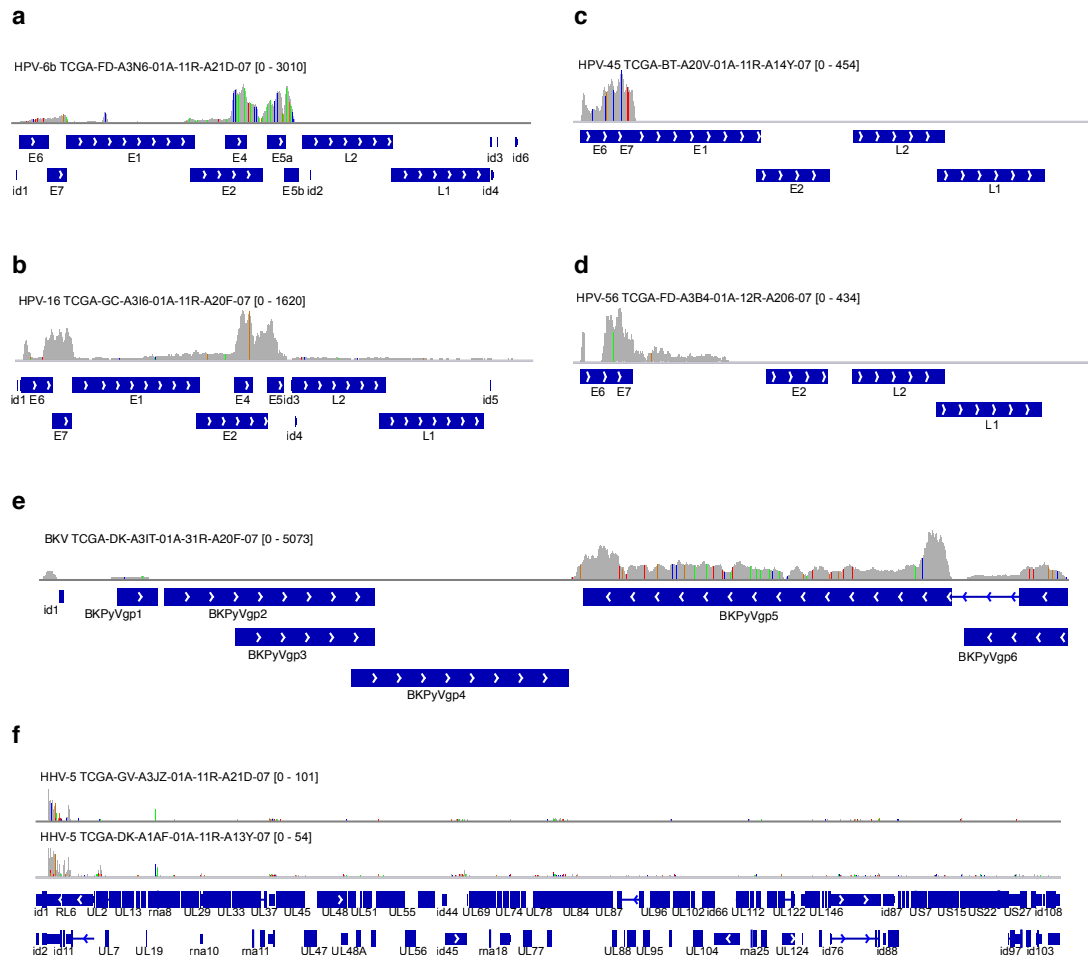 a
HPV-6b TCGA-FD-A3N6-01A-11R-A21D-07 [0 - 3010]
E6 E1 E4 E5a L2 id3 id6
id1 E7 E2 E5b id2 L1 id4
c
HPV-45 TCGA-BT-A20V-01A-11R-A14Y-07 [0 - 454]
E6 E7 E1 L2
E2 L1
b
HPV-16 TCGA-GC-A3I6-01A-11R-A20F-07 [0 - 1620]
id1 E6 E1 E4 E5 id3 L2 id5
E7 E2 id4 L1
d
HPV-56 TCGA-FD-A3B4-01A-12R-A206-07 [0 - 434]
E6 E7 E2 L2
L1
e
BKV TCGA-DK-A3IT-01A-31R-A20F-07 [0 - 5073]
id1 BKPyVgp1 BKPyVgp2 BKPyVgp5
BKPyVgp3 BKPyVgp6
BKPyVgp4
f
HHV-5 TCGA-GV-A3JZ-01A-11R-A21D-07 [0 - 101]
HHV-5 TCGA-DK-A1AF-01A-11R-A13Y-07 [0 - 54]
id1 RL6 UL2 UL13 rna8 UL29 UL33 UL37 UL45 UL48 UL51 UL55 id44 UL69 UL74 UL78 UL84 UL87 UL96 UL102 id66 UL112 UL122 UL146 id87 US7 US15 US22 US27 id108
id2 id11 UL7 UL19 rna10 rna11 UL47 UL48A UL56 id45 rna18 UL77 UL88 UL95 UL104 rna25 UL124 id76 id88 id97 id103